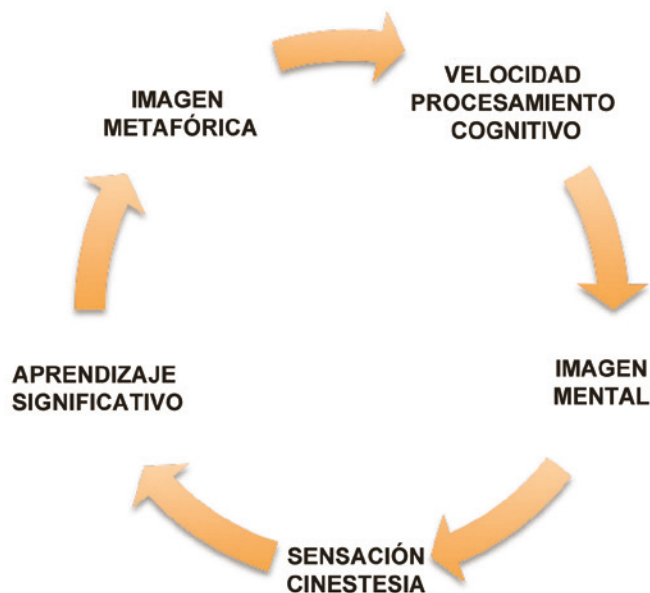 IMAGEN
METAFÓRICA
VELOCIDAD
PROCESAMIENTO
COGNITIVO
IMAGEN
MENTAL
SENSACIÓN
CINESTESIA
APRENDIZAJE
SIGNIFICATIVO